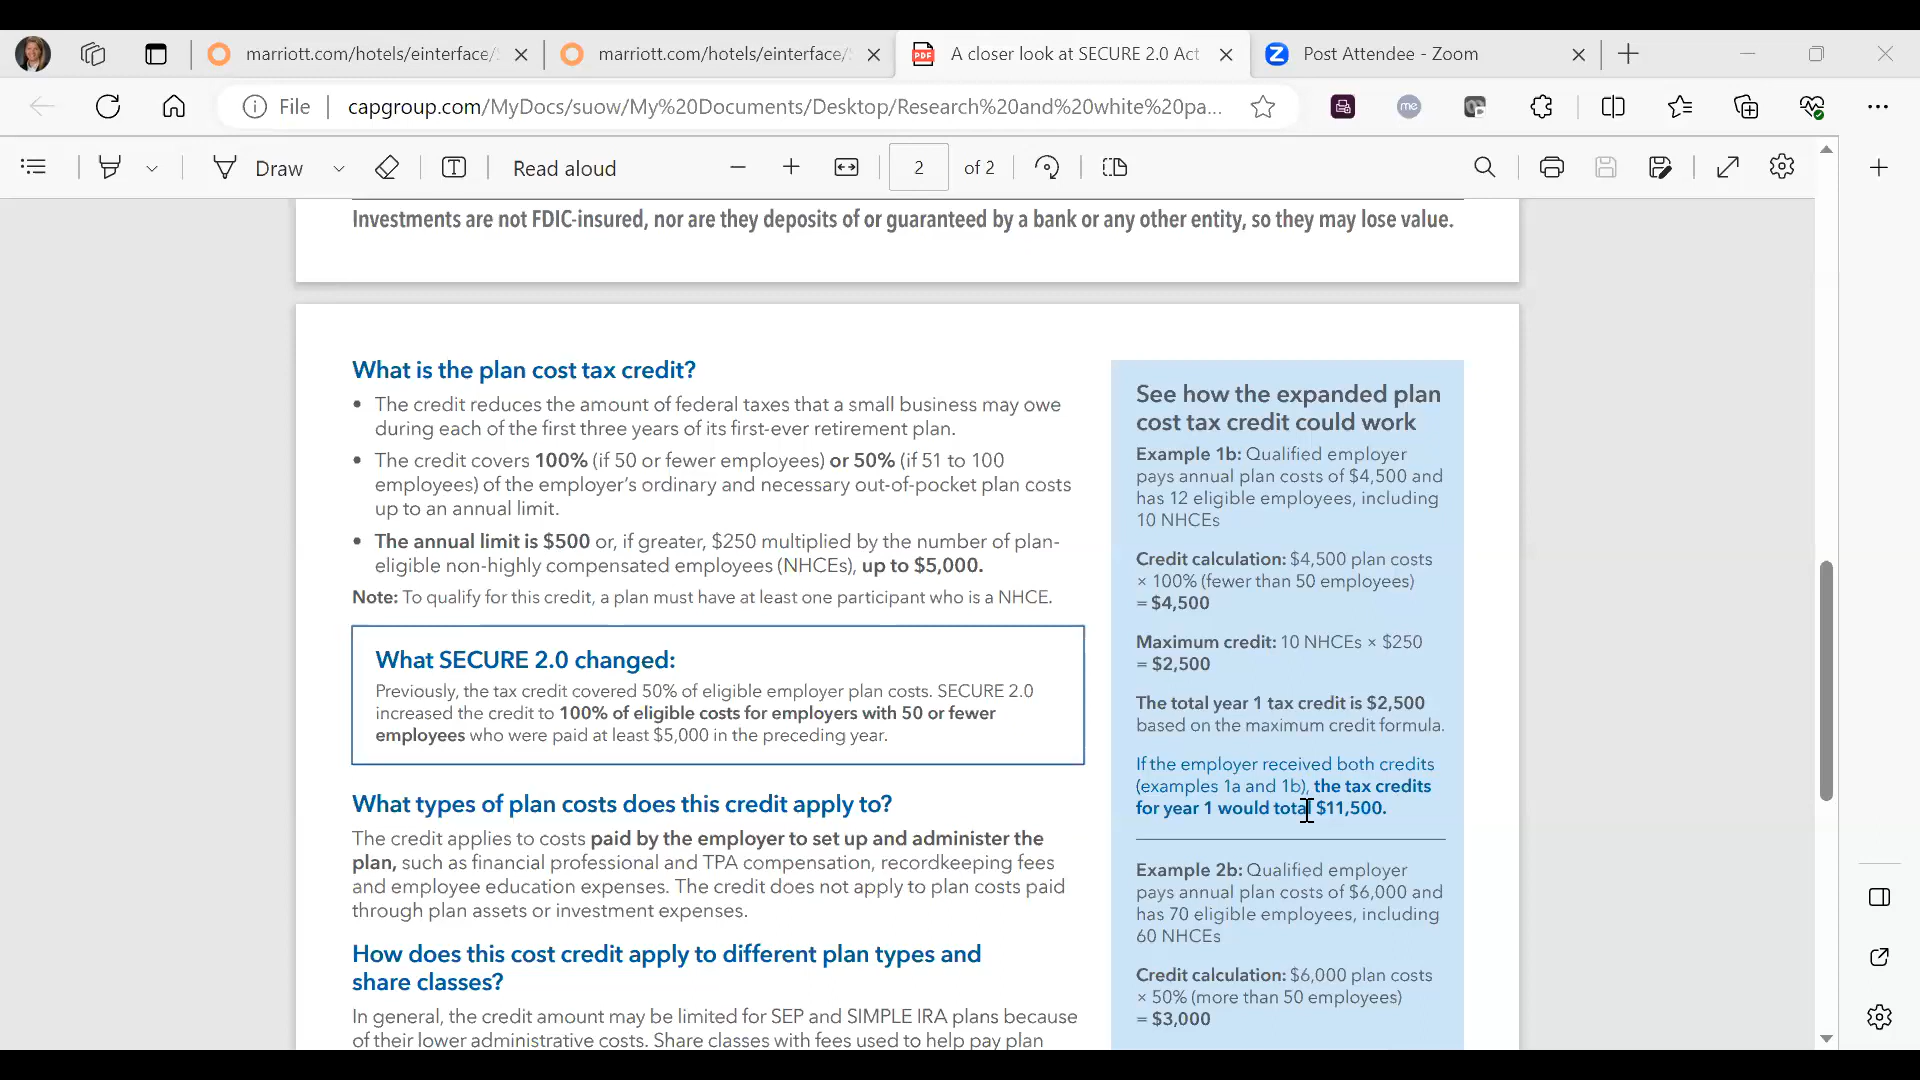 marriott.com/hotels/einterface/
marriott.com/hotels/einterface/
A closer look at SECURE 2.0 Act
Post Attendee - Zoom
File
capgroup.com/MyDocs/suow/My%20Documents/Desktop/Research%20and%20white%20pa...
Draw
Read aloud
2
of 2
Investments are not FDIC-insured, nor are they deposits of or guaranteed by a bank or any other entity, so they may lose value.
What is the plan cost tax credit?
• The credit reduces the amount of federal taxes that a small business may owe
during each of the first three years of its first-ever retirement plan.
• The credit covers 100% (if 50 or fewer employees) or 50% (if 51 to 100
employees) of the employer's ordinary and necessary out-of-pocket plan costs
up to an annual limit.
• The annual limit is $500 or, if greater, $250 multiplied by the number of plan-
eligible non-highly compensated employees (NHCEs), up to $5,000.
Note: To qualify for this credit, a plan must have at least one participant who is a NHCE.
What SECURE 2.0 changed:
Previously, the tax credit covered 50% of eligible employer plan costs. SECURE 2.0
increased the credit to 100% of eligible costs for employers with 50 or fewer
employees who were paid at least $5,000 in the preceding year.
What types of plan costs does this credit apply to?
The credit applies to costs paid by the employer to set up and administer the
plan, such as financial professional and TPA compensation, recordkeeping fees
and employee education expenses. The credit does not apply to plan costs paid
through plan assets or investment expenses.
How does this cost credit apply to different plan types and
share classes?
In general, the credit amount may be limited for SEP and SIMPLE IRA plans because
of their lower administrative costs. Share classes with fees used to help pay plan
See how the expanded plan
cost tax credit could work
Example 1b: Qualified employer
pays annual plan costs of $4,500 and
has 12 eligible employees, including
10 NHCEs
Credit calculation: $4,500 plan costs
× 100% (fewer than 50 employees)
= $4,500
Maximum credit: 10 NHCEs × $250
= $2,500
The total year 1 tax credit is $2,500
based on the maximum credit formula.
If the employer received both credits
(examples 1a and 1b), the tax credits
for year 1 would total $11,500.
Example 2b: Qualified employer
pays annual plan costs of $6,000 and
has 70 eligible employees, including
60 NHCEs
Credit calculation: $6,000 plan costs
× 50% (more than 50 employees)
= $3,000